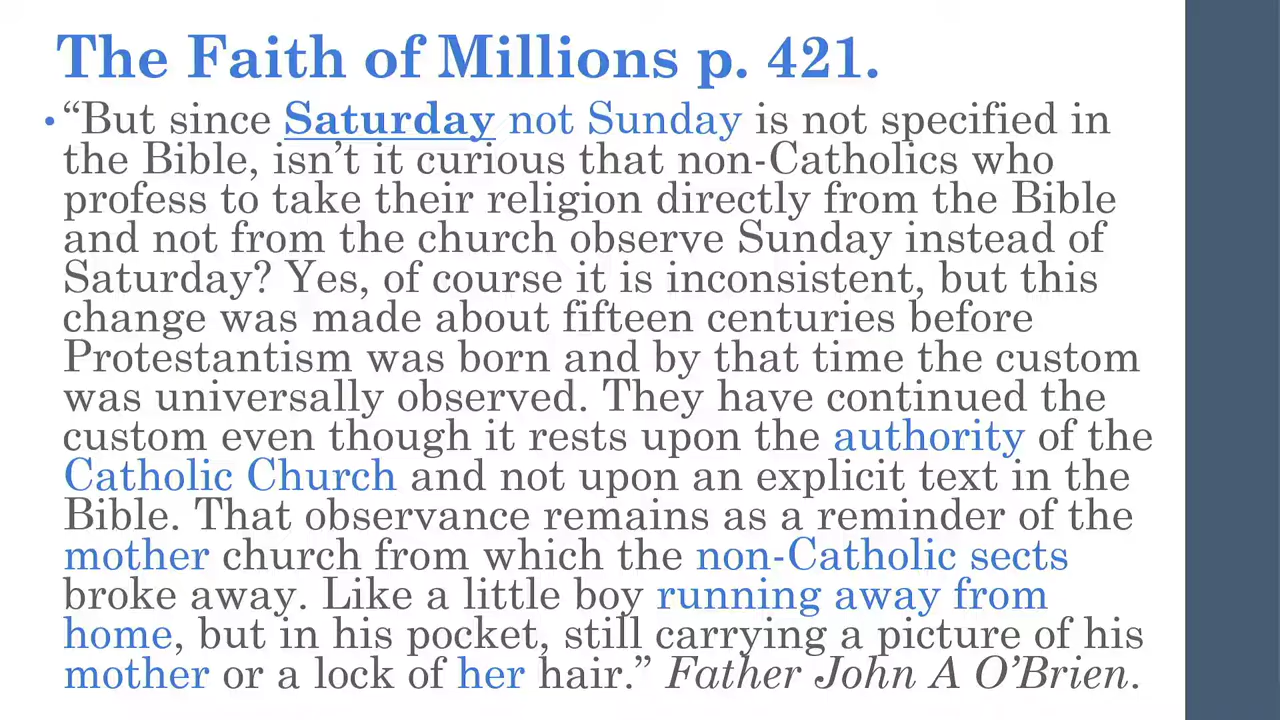 The Faith of Millions p. 421.
• “But since Saturday not Sunday is not specified in
the Bible, isn’t it curious that non-Catholics who
profess to take their religion directly from the Bible
and not from the church observe Sunday instead of
Saturday? Yes, of course it is inconsistent, but this
change was made about fifteen centuries before
Protestantism was born and by that time the custom
was universally observed. They have continued the
custom even though it rests upon the authority of the
Catholic Church and not upon an explicit text in the
Bible. That observance remains as a reminder of the
mother church from which the non-Catholic sects
broke away. Like a little boy running away from
home, but in his pocket, still carrying a picture of his
mother or a lock of her hair.” Father John A O’Brien.